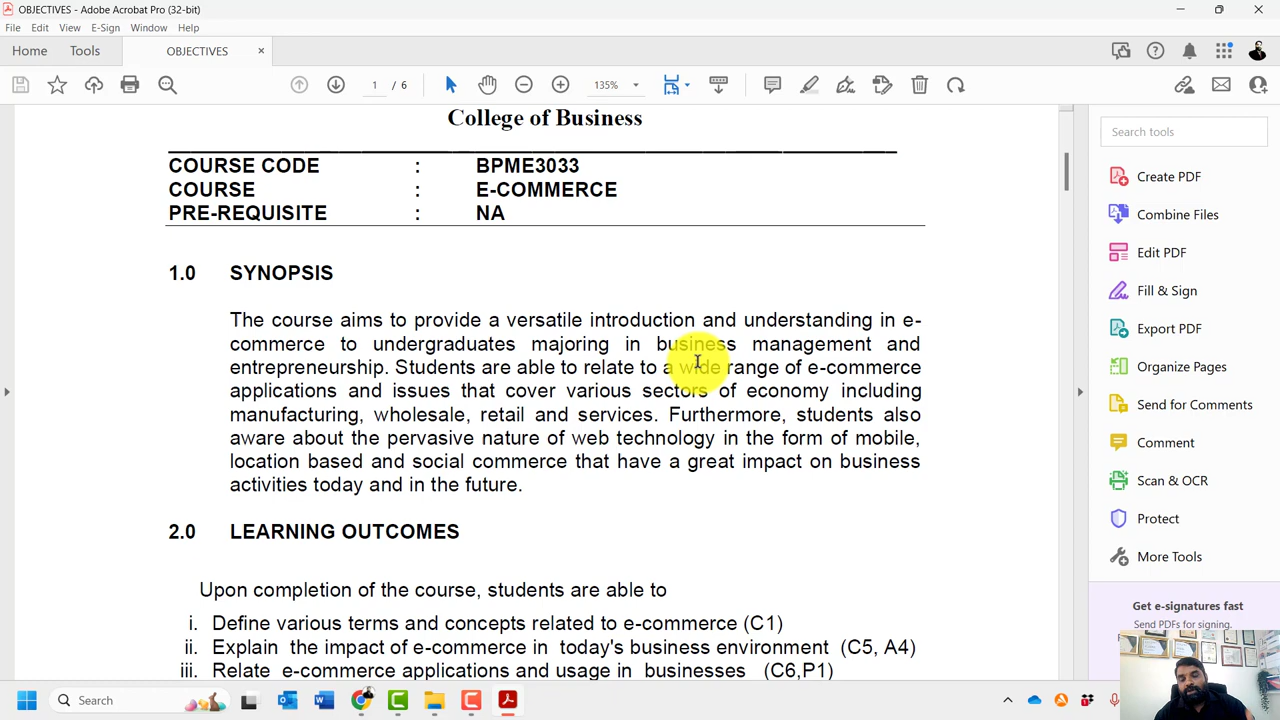 OBJECTIVES - Adobe Acrobat Pro (32-bit)
File Edit View E-Sign Window Help
Home Tools OBJECTIVES
1 / 6 135%
College of Business
COURSE CODE : BPME3033
COURSE : E-COMMERCE
PRE-REQUISITE : NA
1.0 SYNOPSIS
The course aims to provide a versatile introduction and understanding in e-
commerce to undergraduates majoring in business management and
entrepreneurship. Students are able to relate to a wide range of e-commerce
applications and issues that cover various sectors of economy including
manufacturing, wholesale, retail and services. Furthermore, students also
aware about the pervasive nature of web technology in the form of mobile,
location based and social commerce that have a great impact on business
activities today and in the future.
2.0 LEARNING OUTCOMES
Upon completion of the course, students are able to
i. Define various terms and concepts related to e-commerce (C1)
ii. Explain the impact of e-commerce in today's business environment (C5, A4)
iii. Relate e-commerce applications and usage in businesses (C6,P1)
Search tools
Create PDF
Combine Files
Edit PDF
Fill & Sign
Export PDF
Organize Pages
Send for Comments
Comment
Scan & OCR
Protect
More Tools
Get e-signatures fast
Send PDFs for signing.
Search